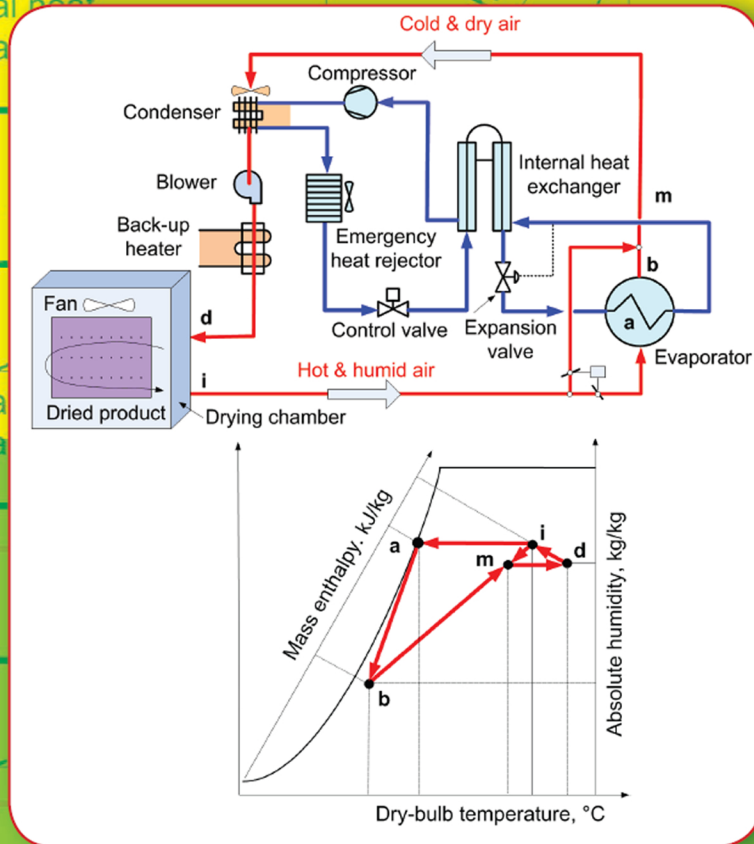 al heat
Cold & dry air
Compressor
Condenser
Internal heat
exchanger
m
Blower
Back-up
heater
Emergency
heat rejector
b
Fan
d
Control valve
Expansion
valve
a
Evaporator
Hot & humid air
i
Dried product
Drying chamber
Mass enthalpy. kJ/kg
a
i
m
d
Absolute humidity, kg/kg
b
Dry-bulb temperature, °C